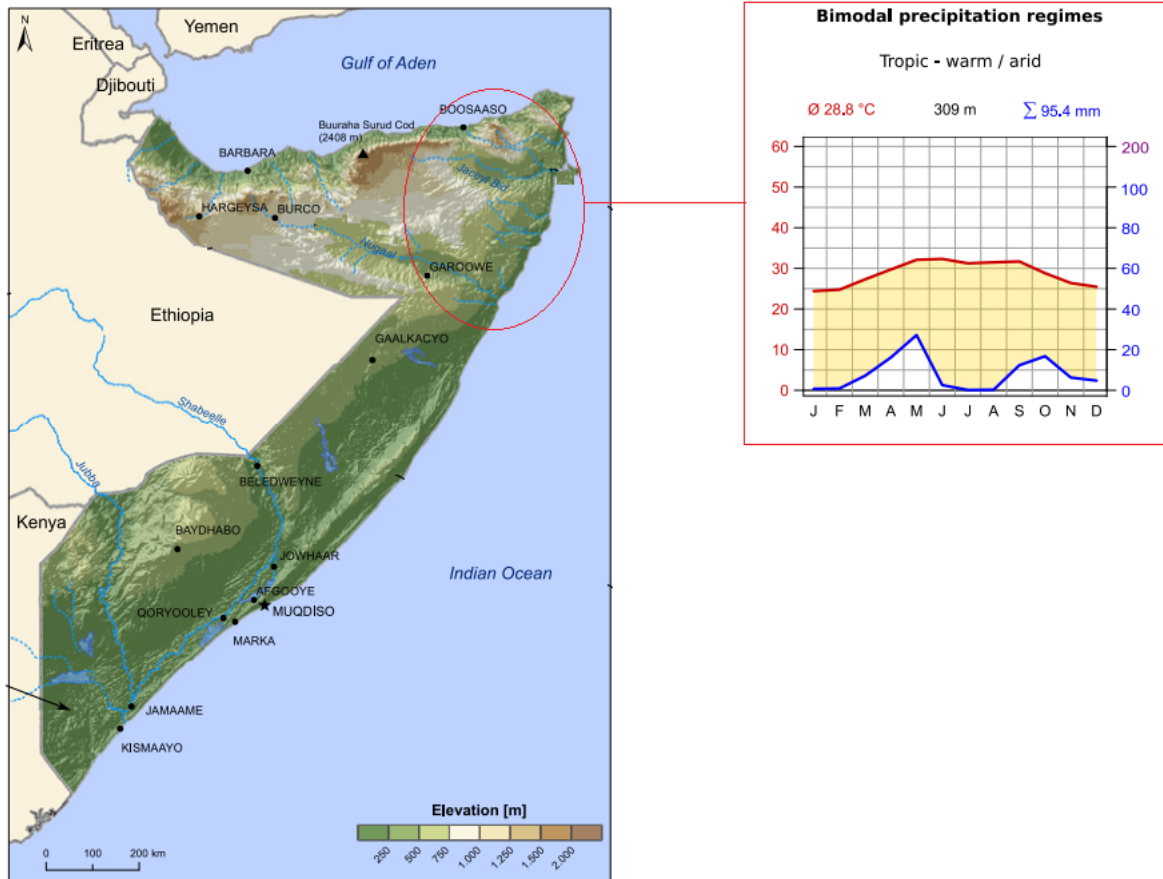 N
Yemen
Eritrea
Djibouti
Gulf of Aden
BOOSAASO
Buuraha Surud Cod
(2408 m)
BARBARA
Jaceyl Bid
HARGEYSA
BURCO
Nugaal
GAROOWE
Ethiopia
GAALKACYO
Shabeelle
Jubba
BELEDWEYNE
Kenya
BAYDHABO
JOWHAAR
Indian Ocean
AFGOOYE
QORYOOLEY
MUQDISO
MARKA
JAMAAME
KISMAAYO
Elevation [m]
250 500 750 1.000 1.250 1.500 2.000
0 100 200 km
Bimodal precipitation regimes
Tropic - warm / arid
Ø 28.8 °C 309 m ∑ 95.4 mm
60 200
50 100
40 80
30 60
20 40
10 20
0 0
J F M A M J J A S O N D